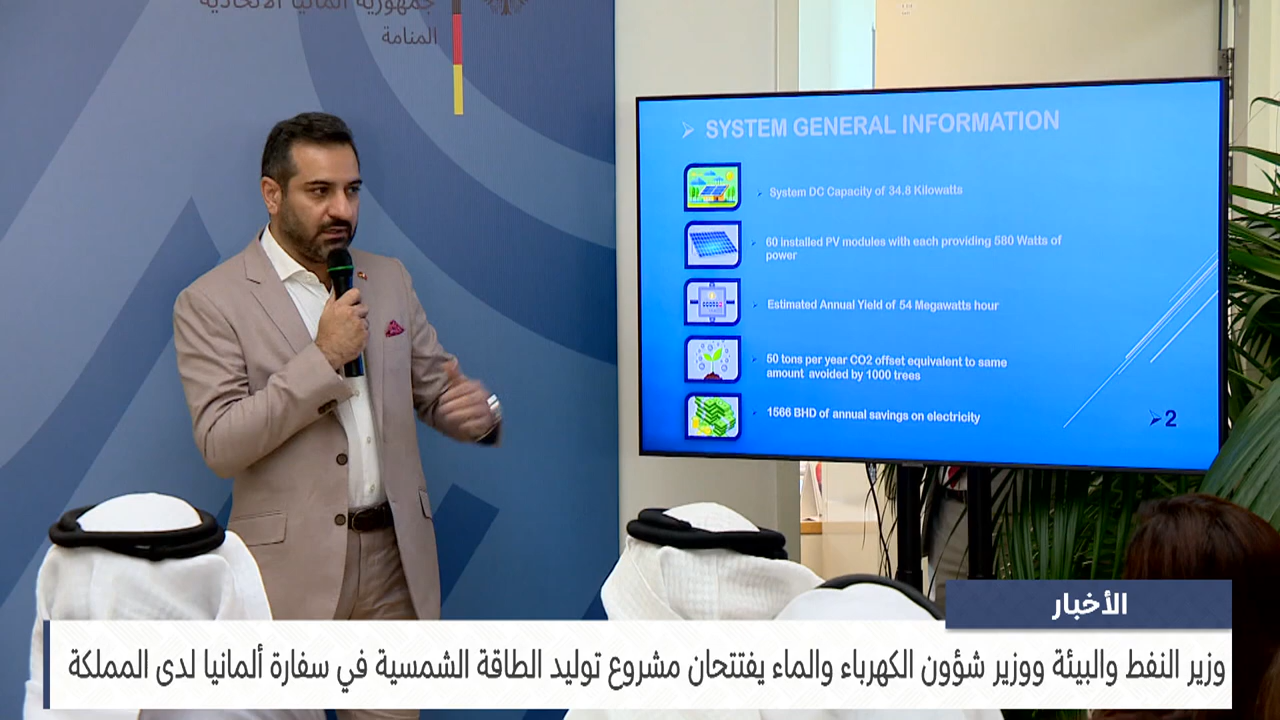 جمهورية ألمانيا الاتحادية
المنامة
SYSTEM GENERAL INFORMATION
System DC Capacity of 34.8 Kilowatts
60 installed PV modules with each providing 580 Watts of
power
Estimated Annual Yield of 54 Megawatts hour
50 tons per year CO2 offset equivalent to same
amount avoided by 1000 trees
1566 BHD of annual savings on electricity
2
الأخبار
وزير النفط والبيئة ووزير شؤون الكهرباء والماء يفتتحان مشروع توليد الطاقة الشمسية في سفارة ألمانيا لدى المملكة